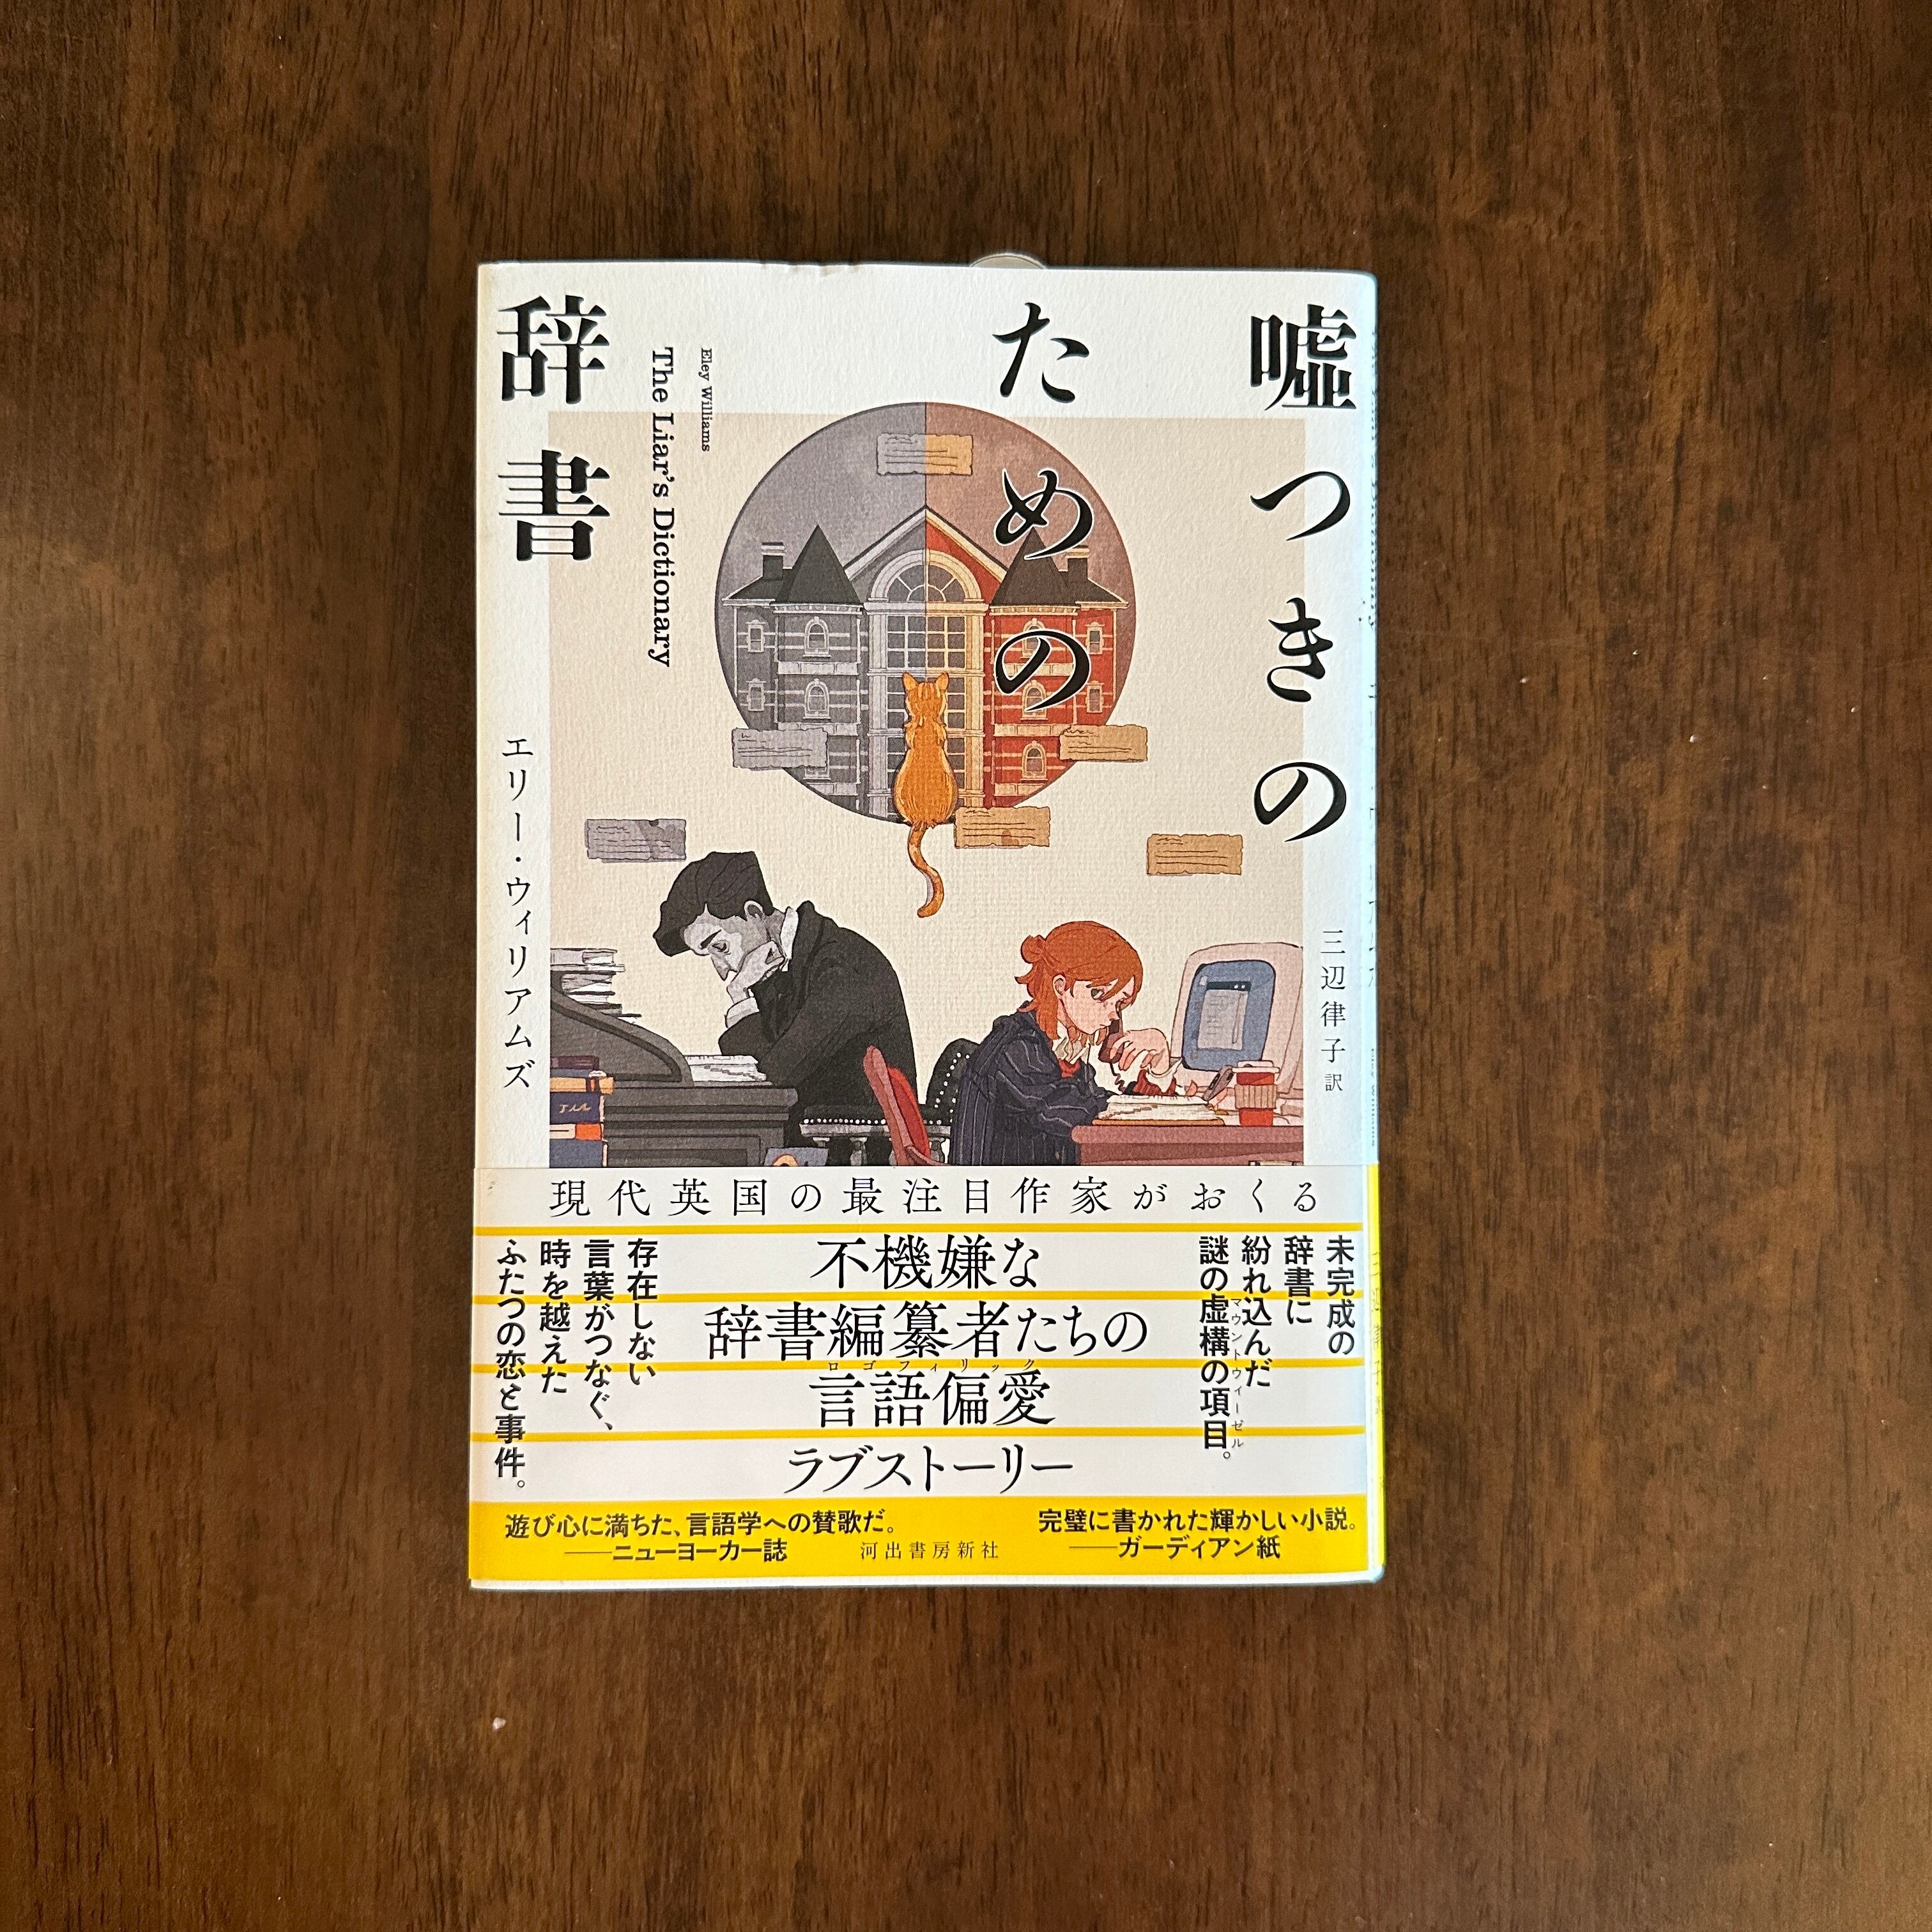 嘘つきの
ための
辞書
Eley Williams
The Liar's Dictionary
エリー・ウィリアムズ
三辺律子 訳
現代英国の最注目作家がおくる
未完成の
辞書に
紛れ込んだ
謎の虚構の項目。
マウントウィーゼル
不機嫌な
辞書編纂者たちの
ロゴフィリック
言語偏愛
ラブストーリー
存在しない
言葉がつなぐ、
時を越えた
ふたつの恋と事件。
完璧に書かれた輝かしい小説。
——ガーディアン紙
遊び心に満ちた、言語学への賛歌だ。
——ニューヨーカー誌
河出書房新社